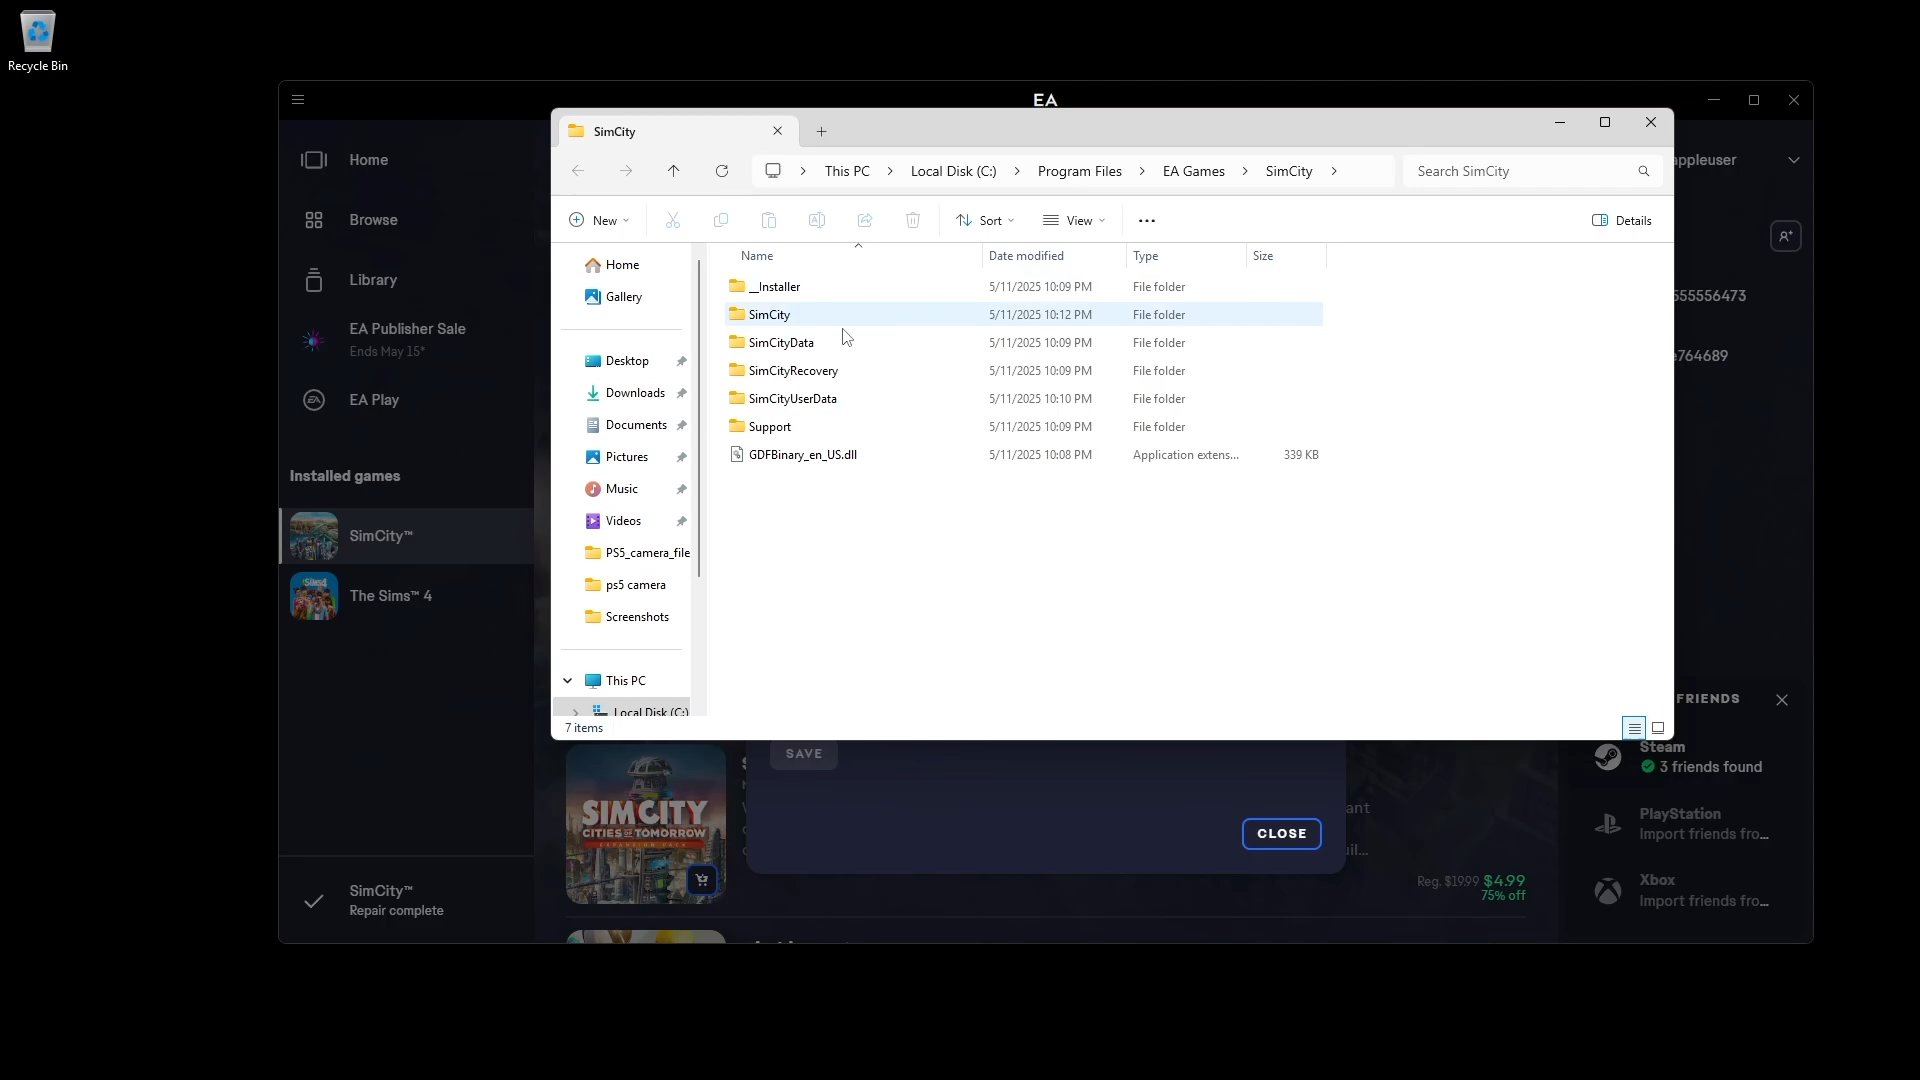 Recycle Bin
EA
Home
Browse
Library
EA Publisher Sale
Ends May 15*
EA Play
Installed games
SimCity™
The Sims™ 4
SimCity™
Repair complete
SimCity
This PC
Local Disk (C:)
Program Files
EA Games
SimCity
Search SimCity
New
Sort
View
Details
Home
Gallery
Desktop
Downloads
Documents
Pictures
Music
Videos
PS5_camera_file
ps5 camera
Screenshots
This PC
Local Disk (C:)
Name Date modified Type Size
__Installer 5/11/2025 10:09 PM File folder
SimCity 5/11/2025 10:12 PM File folder
SimCityData 5/11/2025 10:09 PM File folder
SimCityRecovery 5/11/2025 10:09 PM File folder
SimCityUserData 5/11/2025 10:10 PM File folder
Support 5/11/2025 10:09 PM File folder
GDFBinary_en_US.dll 5/11/2025 10:08 PM Application extens... 339 KB
7 items
SAVE
CLOSE
SIMCITY
CITIES OF TOMORROW
EXPANSION PACK
ant
il...
Reg. $19.99 $4.99
75% off
appleuser
555556473
e764689
FRIENDS
Steam
3 friends found
PlayStation
Import friends fro...
Xbox
Import friends fro...